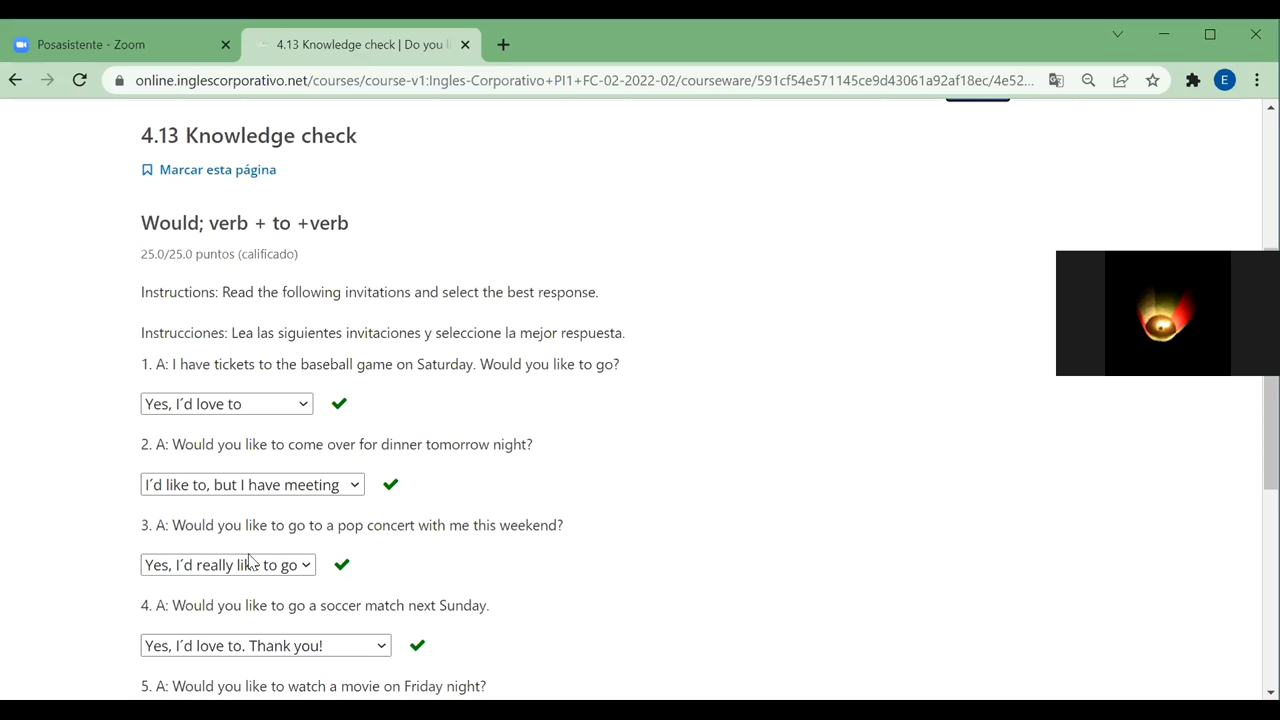 Posasistente - Zoom
4.13 Knowledge check | Do you l
online.inglescorporativo.net/courses/course-v1:Ingles-Corporativo+PI1+FC-02-2022-02/courseware/591cf54e571145ce9d43061a92af18ec/4e52...
E
4.13 Knowledge check
Marcar esta página
Would; verb + to +verb
25.0/25.0 puntos (calificado)
Instructions: Read the following invitations and select the best response.
Instrucciones: Lea las siguientes invitaciones y seleccione la mejor respuesta.
1. A: I have tickets to the baseball game on Saturday. Would you like to go?
Yes, I´d love to
2. A: Would you like to come over for dinner tomorrow night?
I´d like to, but I have meeting
3. A: Would you like to go to a pop concert with me this weekend?
Yes, I´d really like to go
4. A: Would you like to go a soccer match next Sunday.
Yes, I´d love to. Thank you!
5. A: Would you like to watch a movie on Friday night?